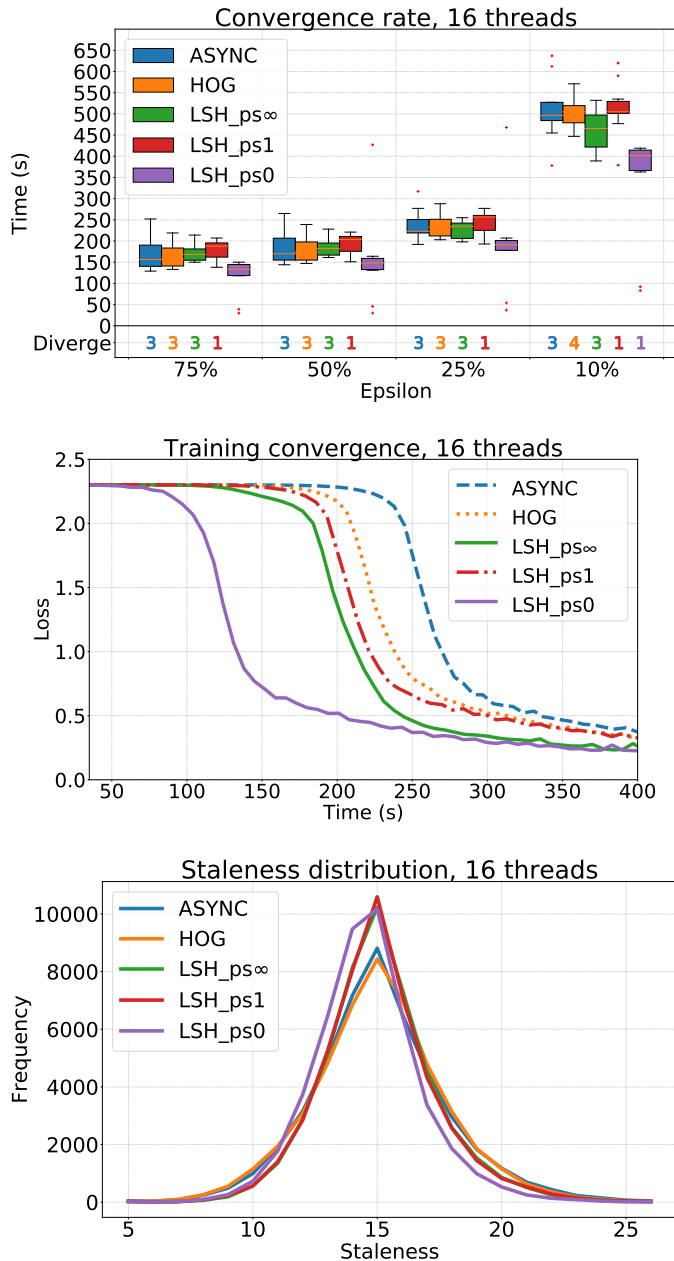 Convergence rate, 16 threads
ASYNC
HOG
LSH_ps∞
LSH_ps1
LSH_ps0
Time (s)
650
600
550
500
450
400
350
300
250
200
150
100
50
0
Diverge 3 3 3 1 3 3 3 1 3 3 3 1 3 4 3 1 1
75% 50% 25% 10%
Epsilon
Training convergence, 16 threads
ASYNC
HOG
LSH_ps∞
LSH_ps1
LSH_ps0
Loss
2.5
2.0
1.5
1.0
0.5
0.0
50 100 150 200 250 300 350 400
Time (s)
Staleness distribution, 16 threads
ASYNC
HOG
LSH_ps∞
LSH_ps1
LSH_ps0
Frequency
10000
8000
6000
4000
2000
0
5 10 15 20 25
Staleness